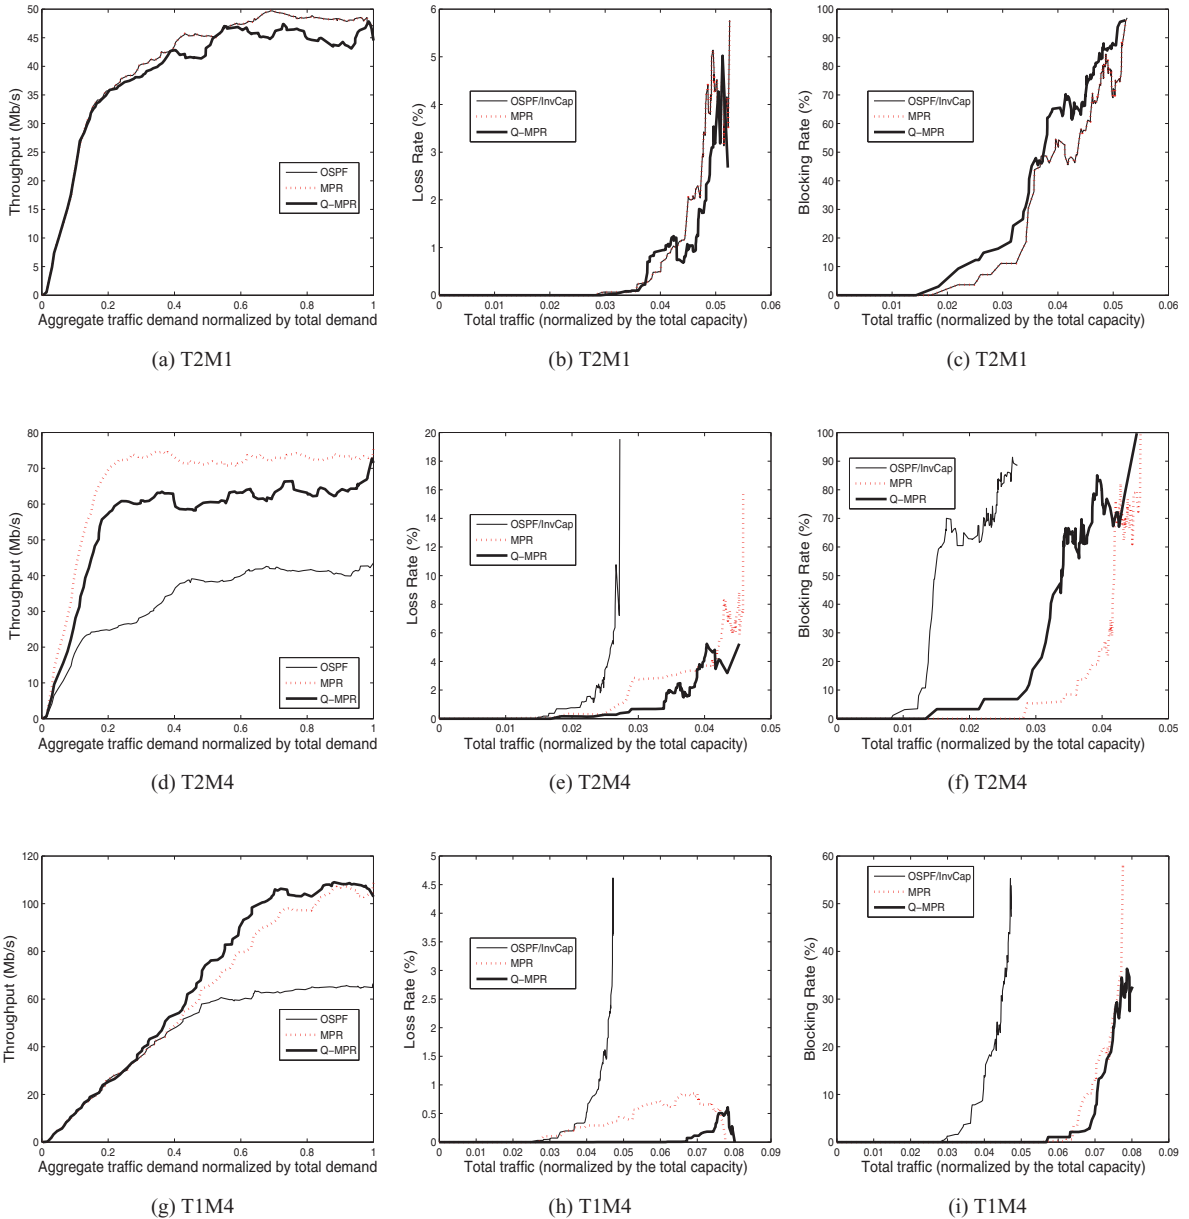 Throughput (Mb/s)
50
45
40
35
30
25
20
15
10
5
0
0.2
0.4
0.6
0.8
1
OSPF
MPR
Q-MPR
Aggregate traffic demand normalized by total demand
(a) T2M1
Loss Rate (%)
6
5
4
3
2
1
0
0
0.01
0.02
0.03
0.04
0.05
0.06
OSPF/InvCap
MPR
Q-MPR
Total traffic (normalized by the total capacity)
(b) T2M1
Blocking Rate (%)
100
90
80
70
60
50
40
30
20
10
0
0
0.01
0.02
0.03
0.04
0.05
0.06
OSPF/InvCap
MPR
Q-MPR
Total traffic (normalized by the total capacity)
(c) T2M1
Throughput (Mb/s)
80
70
60
50
40
30
20
10
0
0.2
0.4
0.6
0.8
1
OSPF
MPR
Q-MPR
Aggregate traffic demand normalized by total demand
(d) T2M4
Loss Rate (%)
20
18
16
14
12
10
8
6
4
2
0
0
0.01
0.02
0.03
0.04
0.05
OSPF/InvCap
MPR
Q-MPR
Total traffic (normalized by the total capacity)
(e) T2M4
Blocking Rate (%)
100
90
80
70
60
50
40
30
20
10
0
0
0.01
0.02
0.03
0.04
0.05
OSPF/InvCap
MPR
Q-MPR
Total traffic (normalized by the total capacity)
(f) T2M4
Throughput (Mb/s)
120
100
80
60
40
20
0
0
0.2
0.4
0.6
0.8
1
OSPF
MPR
Q-MPR
Aggregate traffic demand normalized by total demand
(g) T1M4
Loss Rate (%)
5
4.5
4
3.5
3
2.5
2
1.5
1
0.5
0
0
0.01
0.02
0.03
0.04
0.05
0.06
0.07
0.08
0.09
OSPF/InvCap
MPR
Q-MPR
Total traffic (normalized by the total capacity)
(h) T1M4
Blocking Rate (%)
60
50
40
30
20
10
0
0
0.01
0.02
0.03
0.04
0.05
0.06
0.07
0.08
0.09
OSPF/InvCap
MPR
Q-MPR
Total traffic (normalized by the total capacity)
(i) T1M4